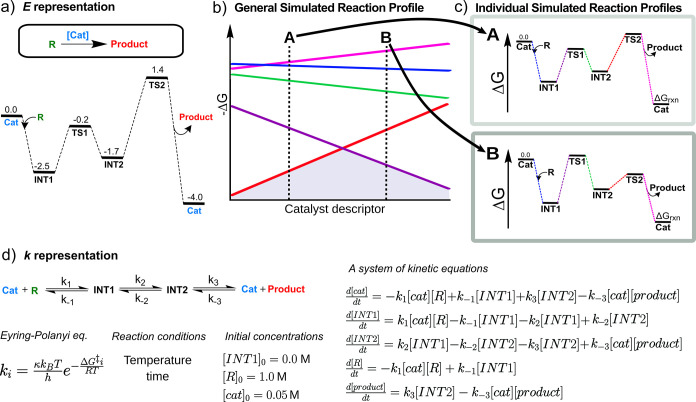 a) E representation
[Cat]
R Product
0.0
Cat
R
-2.5
INT1
-0.2
TS1
-1.7
INT2
1.4
TS2
Product
-4.0
Cat
b) General Simulated Reaction Profile
A
B
-ΔG
Catalyst descriptor
c) Individual Simulated Reaction Profiles
A
ΔG
0.0
Cat
R
INT1
TS1
INT2
TS2
Product
ΔGrxn
Cat
B
ΔG
0.0
Cat
R
INT1
TS1
INT2
TS2
Product
ΔGrxn
Cat
d) k representation
Cat + R k1 k-1 INT1 k2 k-2 INT2 k3 k-3 Cat + Product
Eyring-Polanyi eq.
k_i = \frac{κk_BT}{h} e^{-\frac{ΔG^‡_i}{RT}}
Reaction conditions
Temperature
time
Initial concentrations
[INT1]0 = 0.0 M
[R]0 = 1.0 M
[cat]0 = 0.05 M
A system of kinetic equations
d[cat]/dt = −k1[cat][R]+k−1[INT1]+k3[INT2]−k−3[cat][product]
d[INT1]/dt = k1[cat][R]−k−1[INT1]−k2[INT1]+k−2[INT2]
d[INT2]/dt = k2[INT1]−k−2[INT2]−k3[INT2]+k−3[cat][product]
d[R]/dt = −k1[cat][R] + k−1[INT1]
d[product]/dt = k3[INT2] − k−3[cat][product]